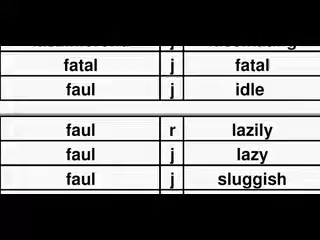 fatal j fatal
faul j idle
faul r lazily
faul j lazy
faul j sluggish